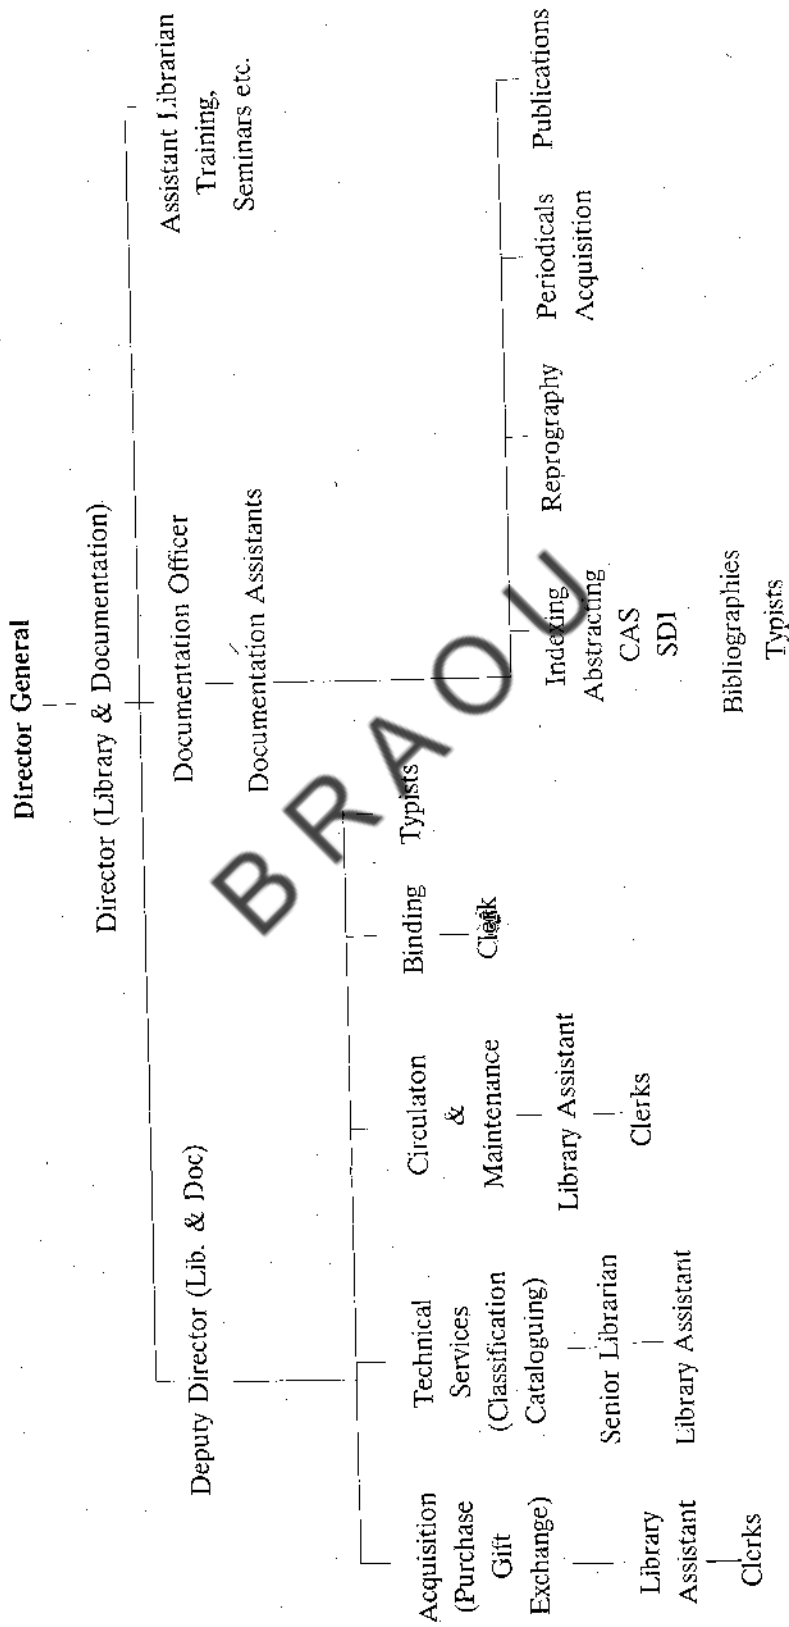 Director General
Director (Library & Documentation)
Deputy Director (Lib. & Doc)
Documentation Officer
Documentation Assistants
Assistant Librarian
Training,
Seminars etc.
Acquisition
(Purchase
Gift
Exchange)
Library
Assistant
Clerks
Technical
Services
(Classification
Cataloguing)
Senior Librarian
Library Assistant
Circulaton
&
Maintenance
Library Assistant
Clerks
Binding
Clerk
Typists
Indexing
Abstracting
CAS
SDI
Bibliographies
Typists
Reprography
Periodicals
Acquisition
Publications
BRAOU